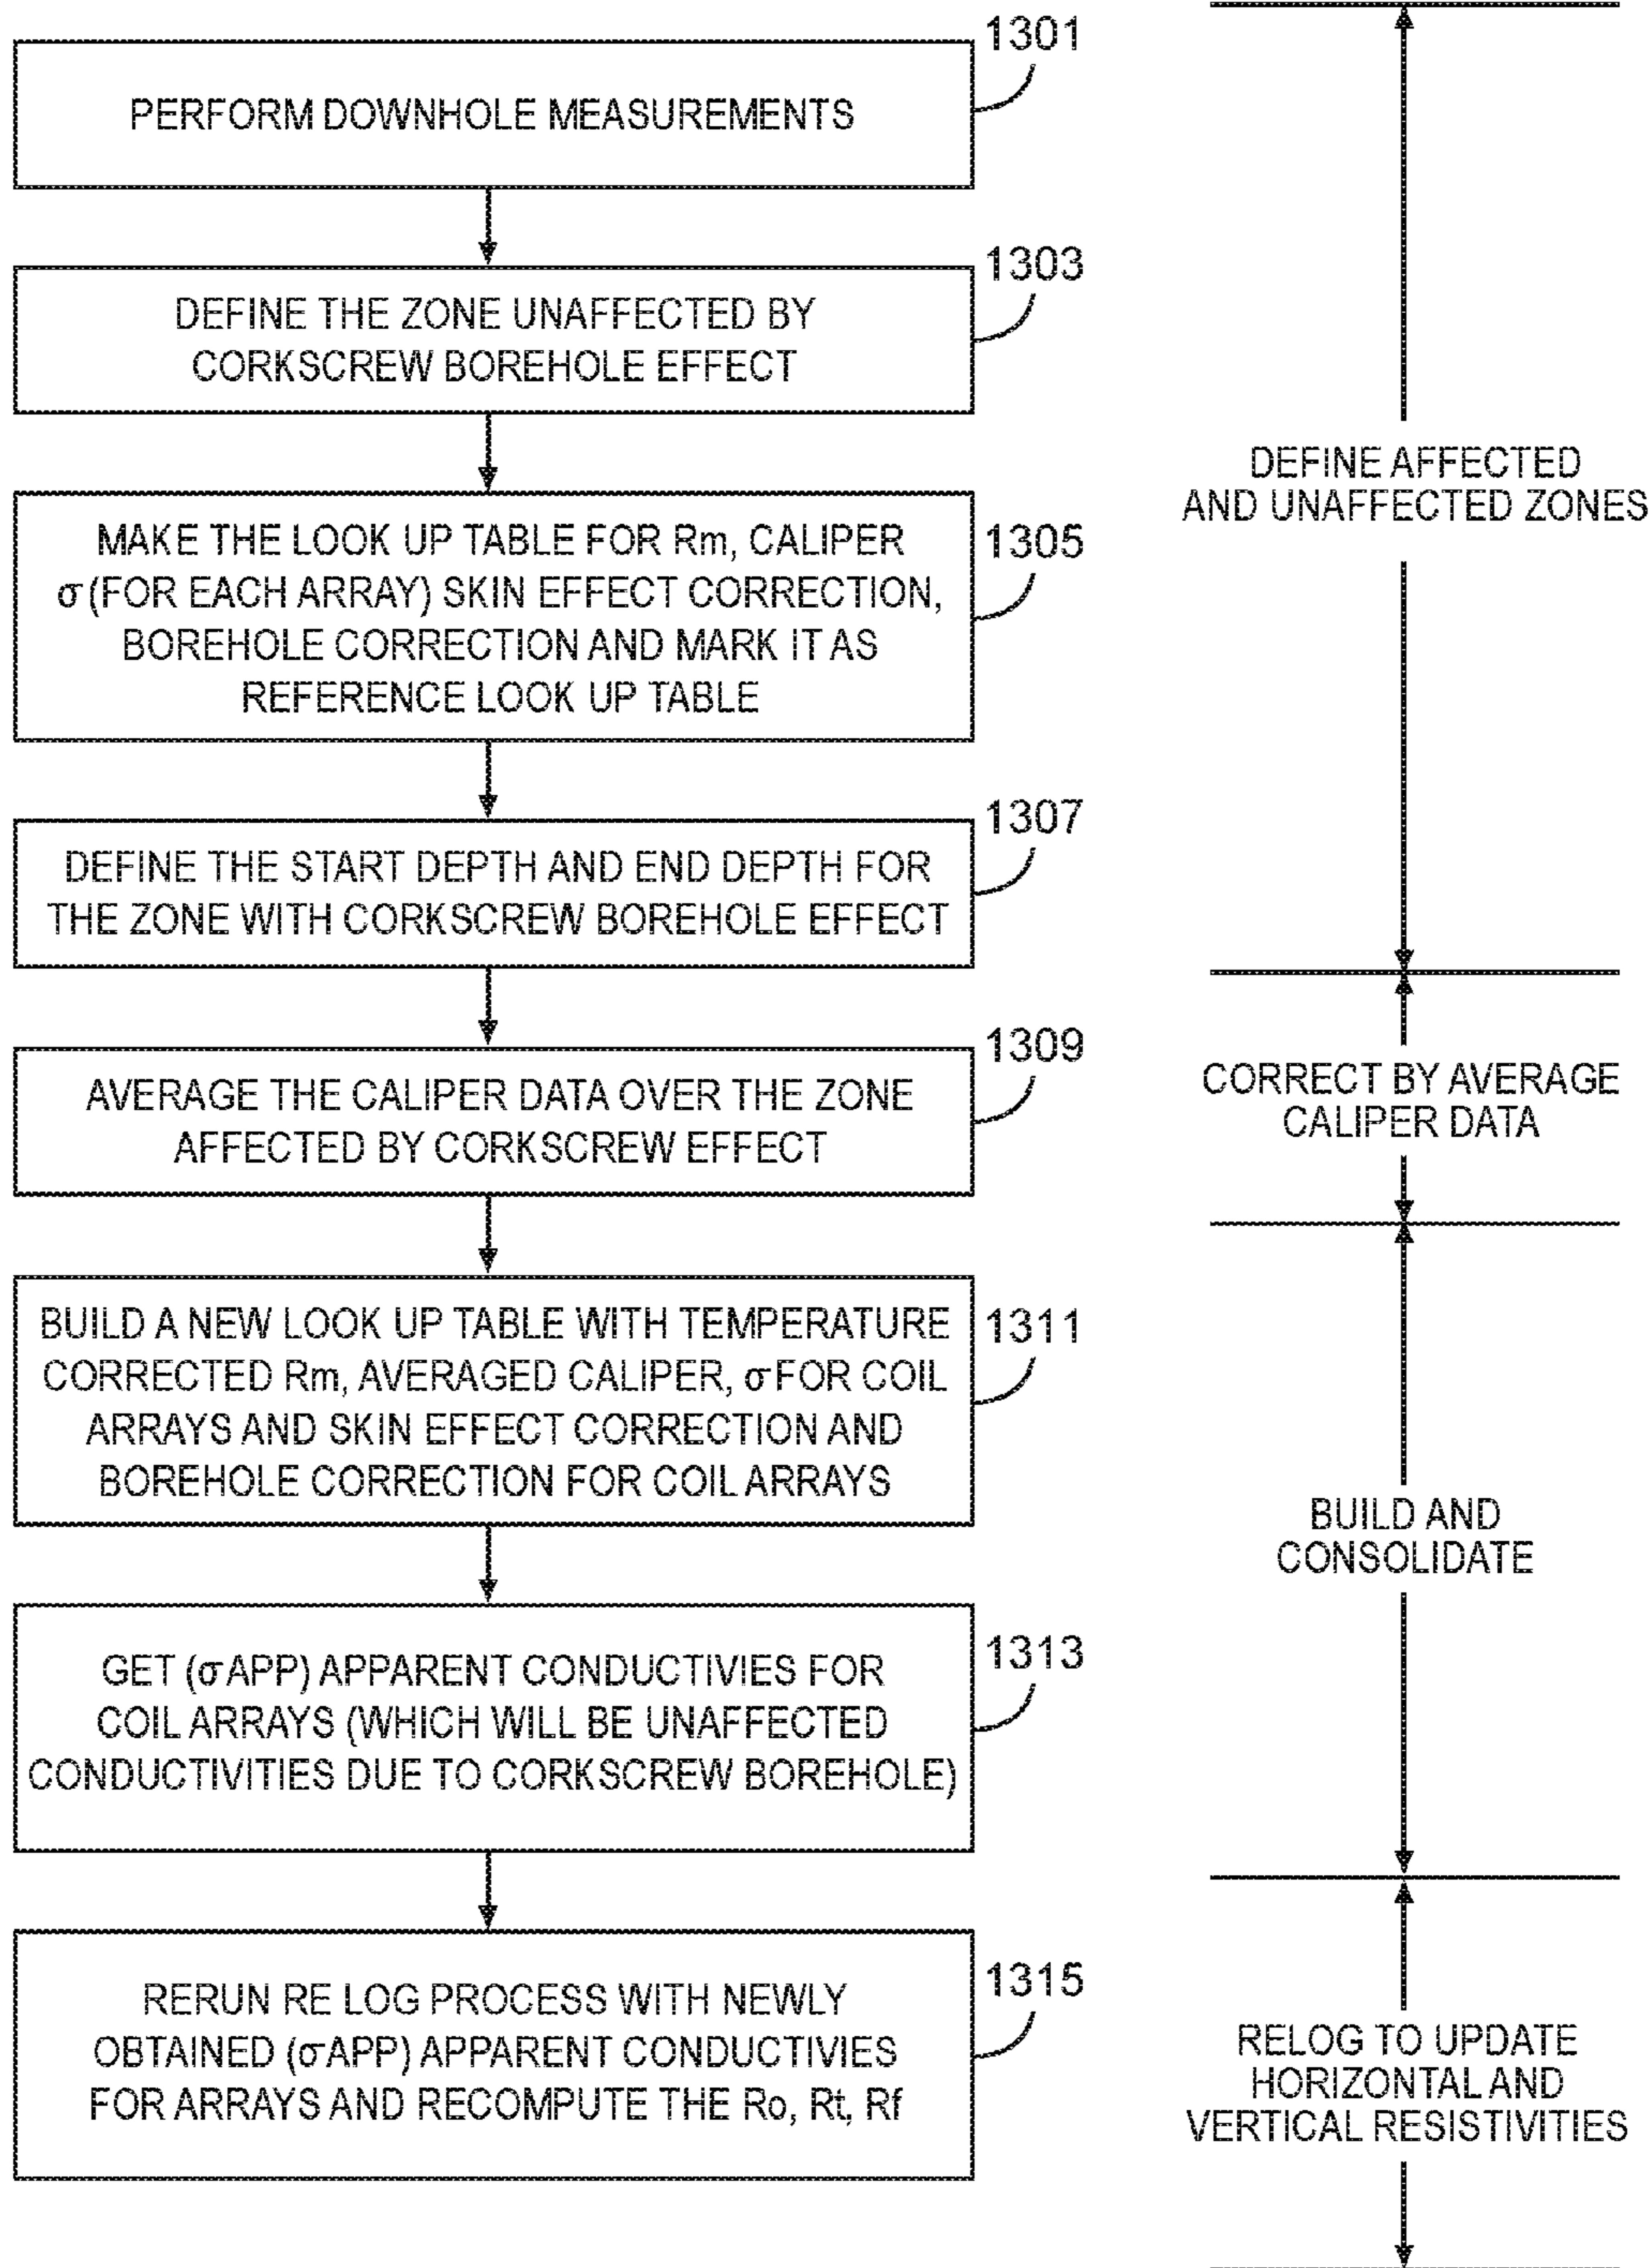 1301
PERFORM DOWNHOLE MEASUREMENTS
1303
DEFINE THE ZONE UNAFFECTED BY
CORKSCREW BOREHOLE EFFECT
1305
MAKE THE LOOK UP TABLE FOR Rm, CALIPER
σ (FOR EACH ARRAY) SKIN EFFECT CORRECTION,
BOREHOLE CORRECTION AND MARK IT AS
REFERENCE LOOK UP TABLE
1307
DEFINE THE START DEPTH AND END DEPTH FOR
THE ZONE WITH CORKSCREW BOREHOLE EFFECT
DEFINE AFFECTED
AND UNAFFECTED ZONES
1309
AVERAGE THE CALIPER DATA OVER THE ZONE
AFFECTED BY CORKSCREW EFFECT
CORRECT BY AVERAGE
CALIPER DATA
1311
BUILD A NEW LOOK UP TABLE WITH TEMPERATURE
CORRECTED Rm, AVERAGED CALIPER, σ FOR COIL
ARRAYS AND SKIN EFFECT CORRECTION AND
BOREHOLE CORRECTION FOR COIL ARRAYS
1313
GET (σ APP) APPARENT CONDUCTIVIES FOR
COIL ARRAYS (WHICH WILL BE UNAFFECTED
CONDUCTIVITIES DUE TO CORKSCREW BOREHOLE)
BUILD AND
CONSOLIDATE
1315
RERUN RE LOG PROCESS WITH NEWLY
OBTAINED (σ APP) APPARENT CONDUCTIVIES
FOR ARRAYS AND RECOMPUTE THE Ro, Rt, Rf
RELOG TO UPDATE
HORIZONTAL AND
VERTICAL RESISTIVITIES